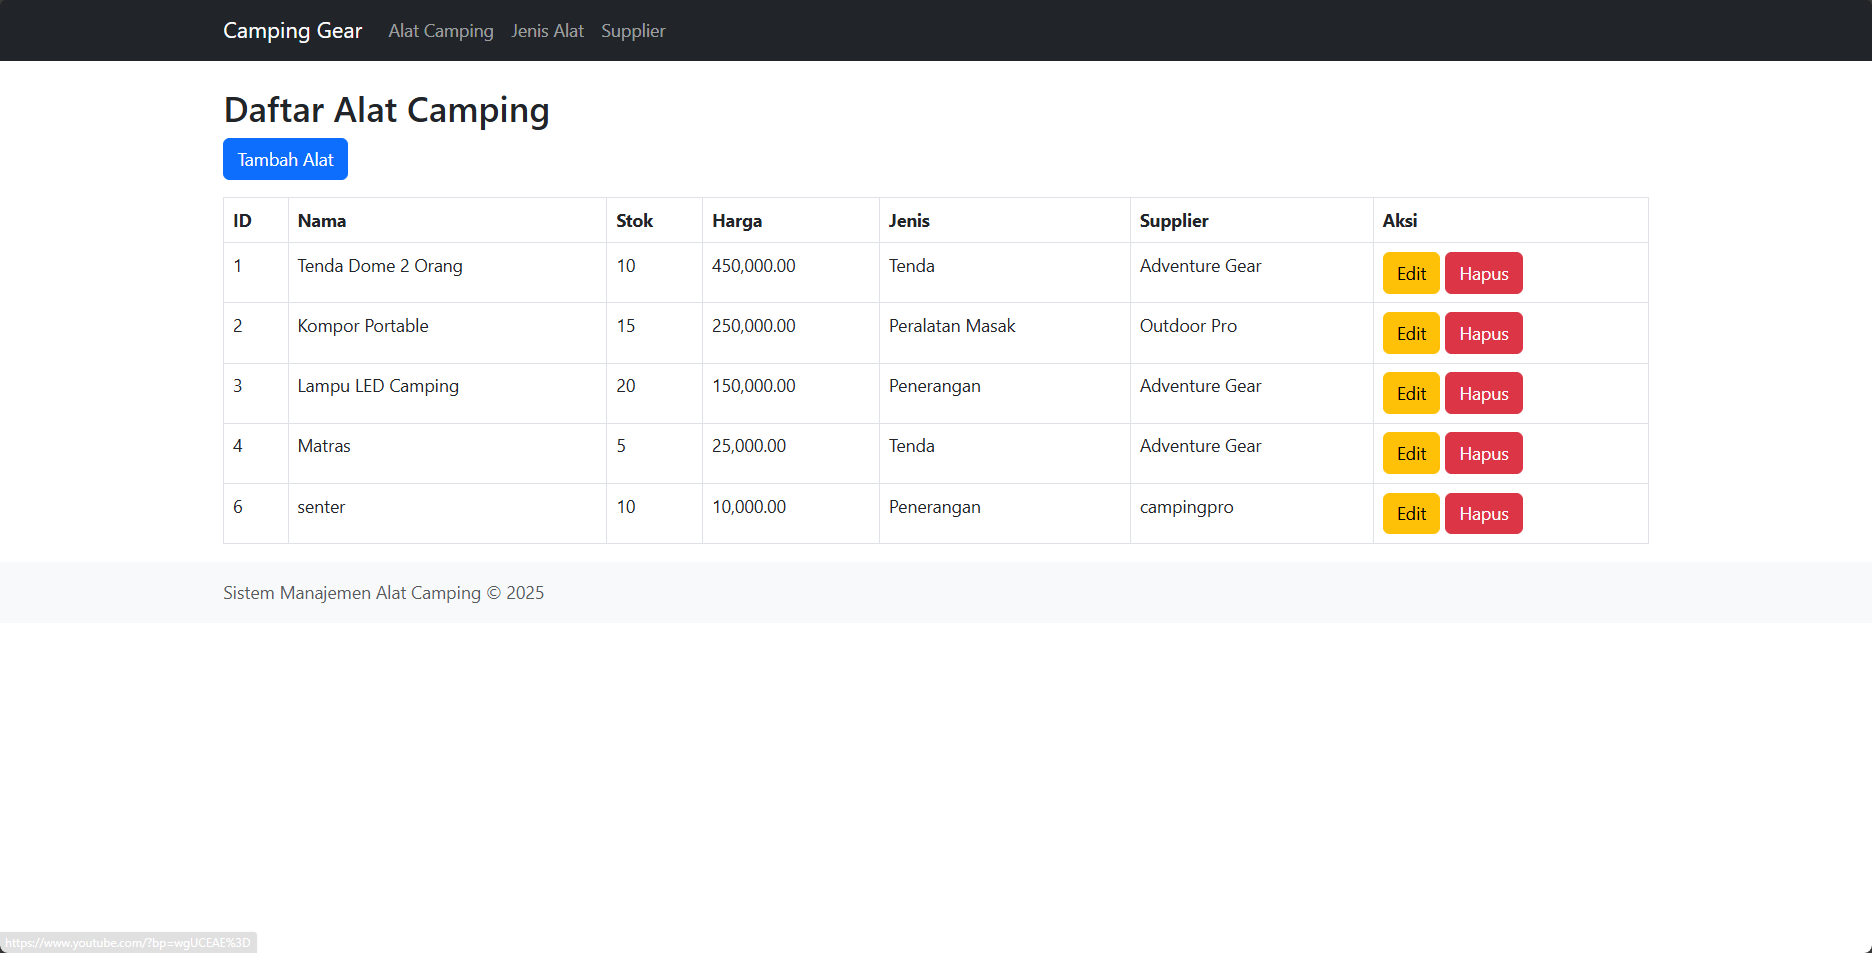 Camping Gear Alat Camping Jenis Alat Supplier
Daftar Alat Camping
Tambah Alat
ID Nama Stok Harga Jenis Supplier Aksi
1 Tenda Dome 2 Orang 10 450,000.00 Tenda Adventure Gear Edit Hapus
2 Kompor Portable 15 250,000.00 Peralatan Masak Outdoor Pro Edit Hapus
3 Lampu LED Camping 20 150,000.00 Penerangan Adventure Gear Edit Hapus
4 Matras 5 25,000.00 Tenda Adventure Gear Edit Hapus
6 senter 10 10,000.00 Penerangan campingpro Edit Hapus
Sistem Manajemen Alat Camping © 2025
https://www.youtube.com/?bp=wgUCEAE%3D